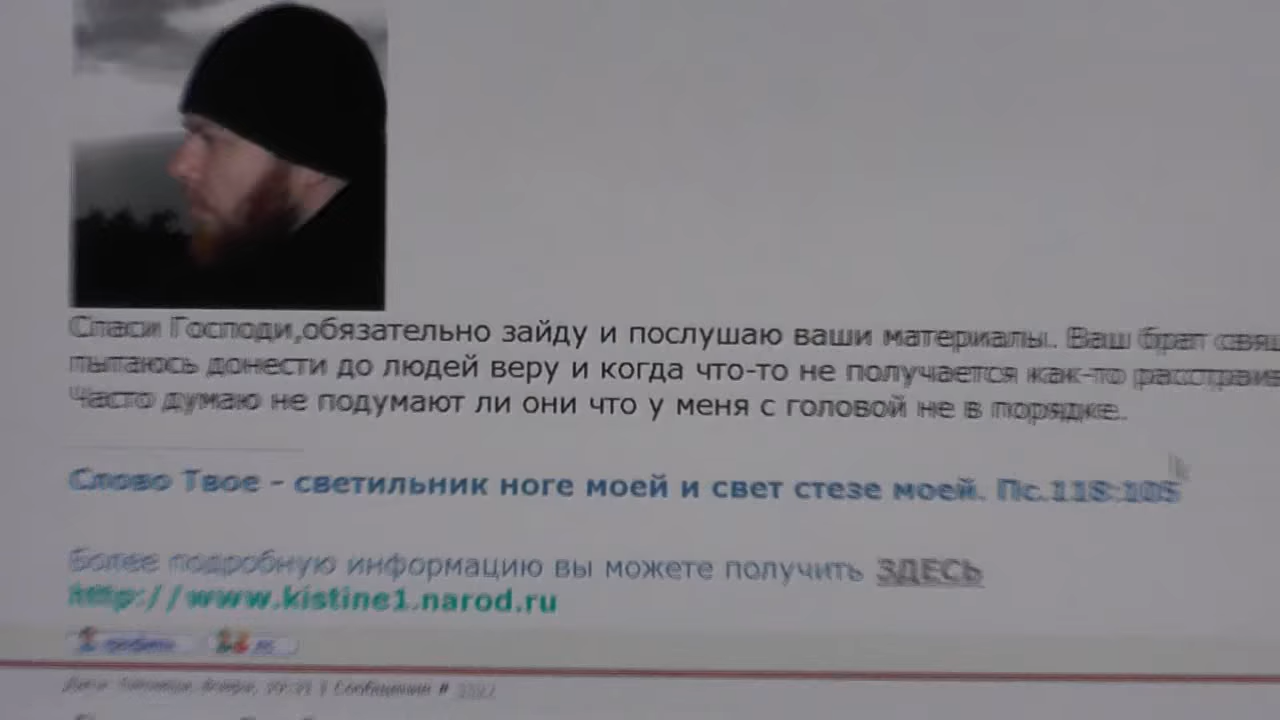 Спаси Господи,обязательно зайду и послушаю ваши материалы. Ваш брат
пытаюсь донести до людей веру и когда что-то не получается как-то
Часто думаю не подумают ли они что у меня с головой не в порядке.
Слово Твое - светильник ноге моей и свет стезе моей. Пс.118:105
Более подробную информацию вы можете получить ЗДЕСЬ
http://www.kistine1.narod.ru
Сообщение #